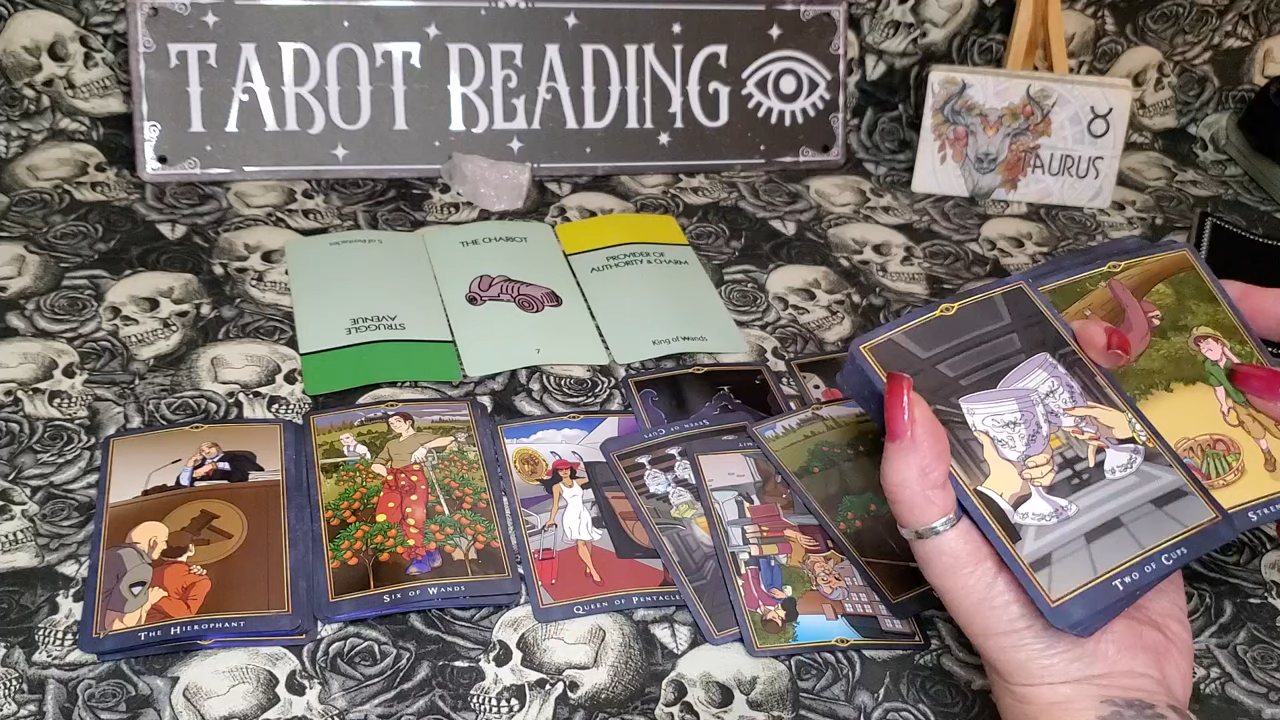 TAROT READING
TAURUS
5 of Pentacles
STRUGGLE
AVENUE
THE CHARIOT
7
PROVIDER OF
AUTHORITY & CHARM
King of Wands
THE HIEROPHANT
SIX OF WANDS
QUEEN OF PENTACLES
SEVEN OF CUPS
TWO OF CUPS